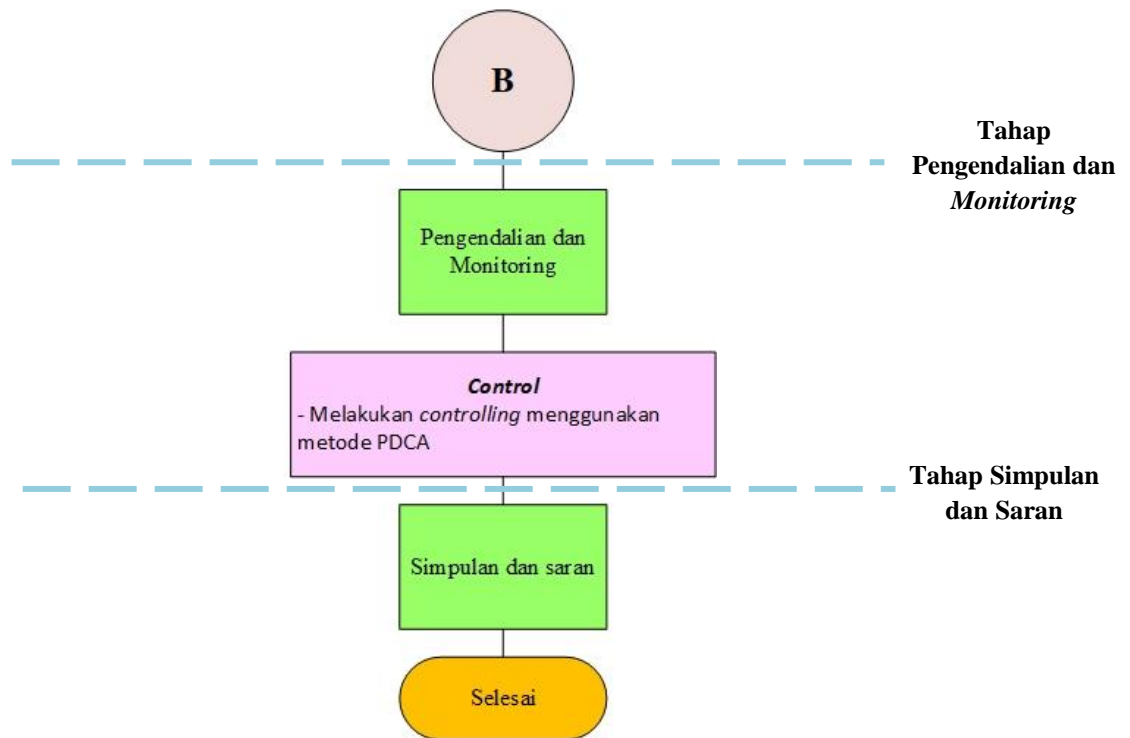 B
Tahap
Pengendalian dan
Monitoring
Pengendalian dan
Monitoring
Control
- Melakukan controlling menggunakan
metode PDCA
Tahap Simpulan
dan Saran
Simpulan dan saran
Selesai